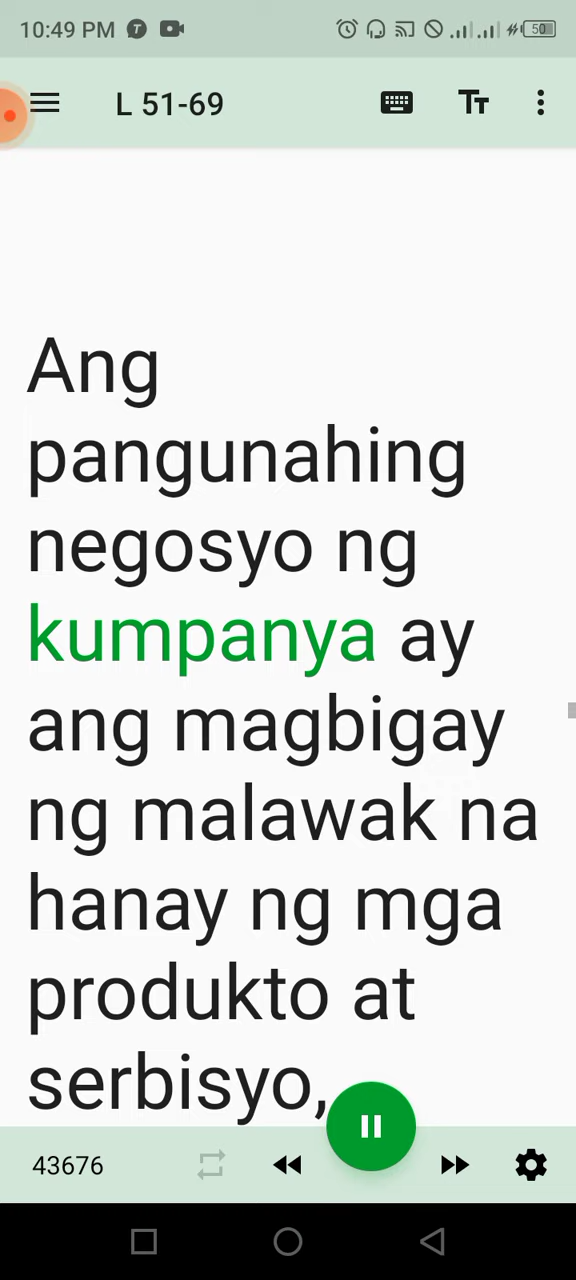 10:49 PM
50
L 51-69
Ang
pangunahing
negosyo ng
kumpanya ay
ang magbigay
ng malawak na
hanay ng mga
produkto at
serbisyo,
43676